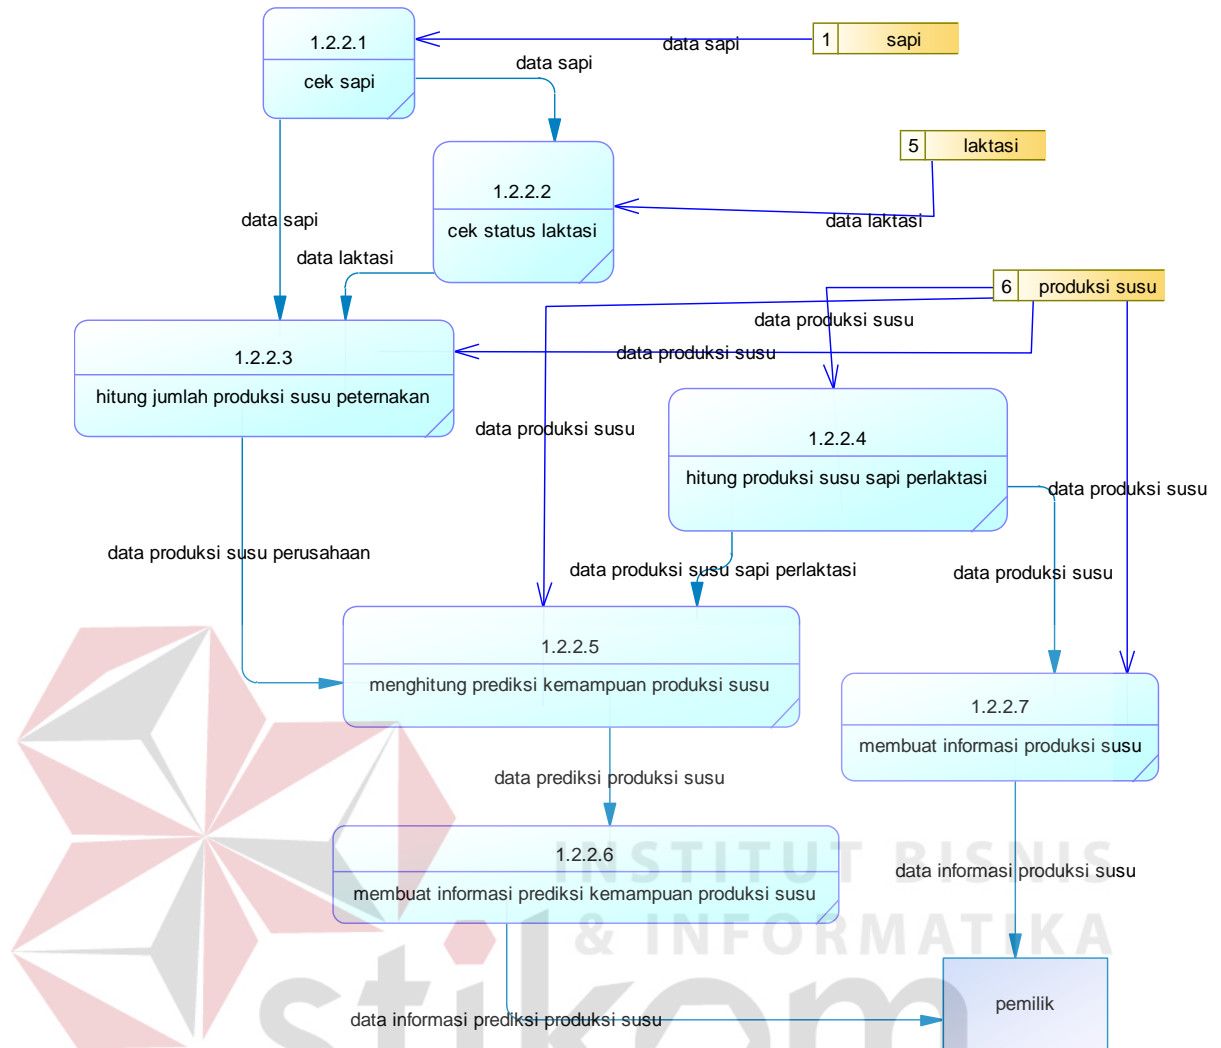 1.2.2.1
cek sapi
data sapi
1 sapi
data sapi
5 laktasi
1.2.2.2
cek status laktasi
data sapi
data laktasi
data laktasi
6 produksi susu
data produksi susu
1.2.2.3
hitung jumlah produksi susu peternakan
data produksi susu
data produksi susu
1.2.2.4
hitung produksi susu sapi perlaktasi
data produksi susu
data produksi susu perusahaan
data produksi susu sapi perlaktasi
data produksi susu
1.2.2.5
menghitung prediksi kemampuan produksi susu
1.2.2.7
membuat informasi produksi susu
data prediksi produksi susu
1.2.2.6
membuat informasi prediksi kemampuan produksi susu
data informasi produksi susu
INSTITUT BISNIS
& INFORMATIKA
stikom
pemilik
data informasi prediksi produksi susu